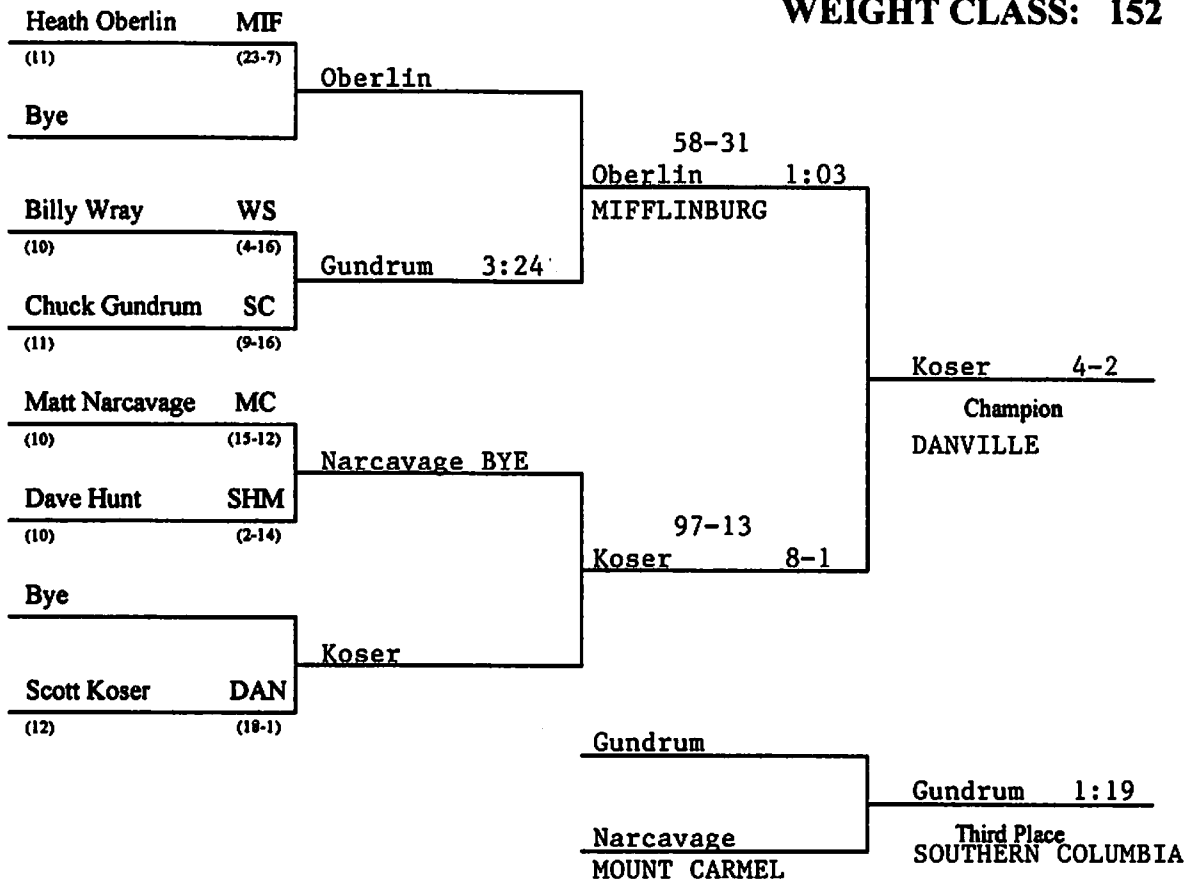 WEIGHT CLASS: 152
Heath Oberlin MIF
(11) (23-7)
Oberlin
Bye
58-31
Oberlin 1:03
MIFFLINBURG
Billy Wray WS
(10) (4-16)
Gundrum 3:24
Chuck Gundrum SC
(11) (9-16)
Koser 4-2
Champion
DANVILLE
Matt Narcavage MC
(10) (15-12)
Narcavage BYE
Dave Hunt SHM
(10) (2-14)
97-13
Koser 8-1
Bye
Koser
Scott Koser DAN
(12) (18-1)
Gundrum
Gundrum 1:19
Third Place
SOUTHERN COLUMBIA
Narcavage
MOUNT CARMEL